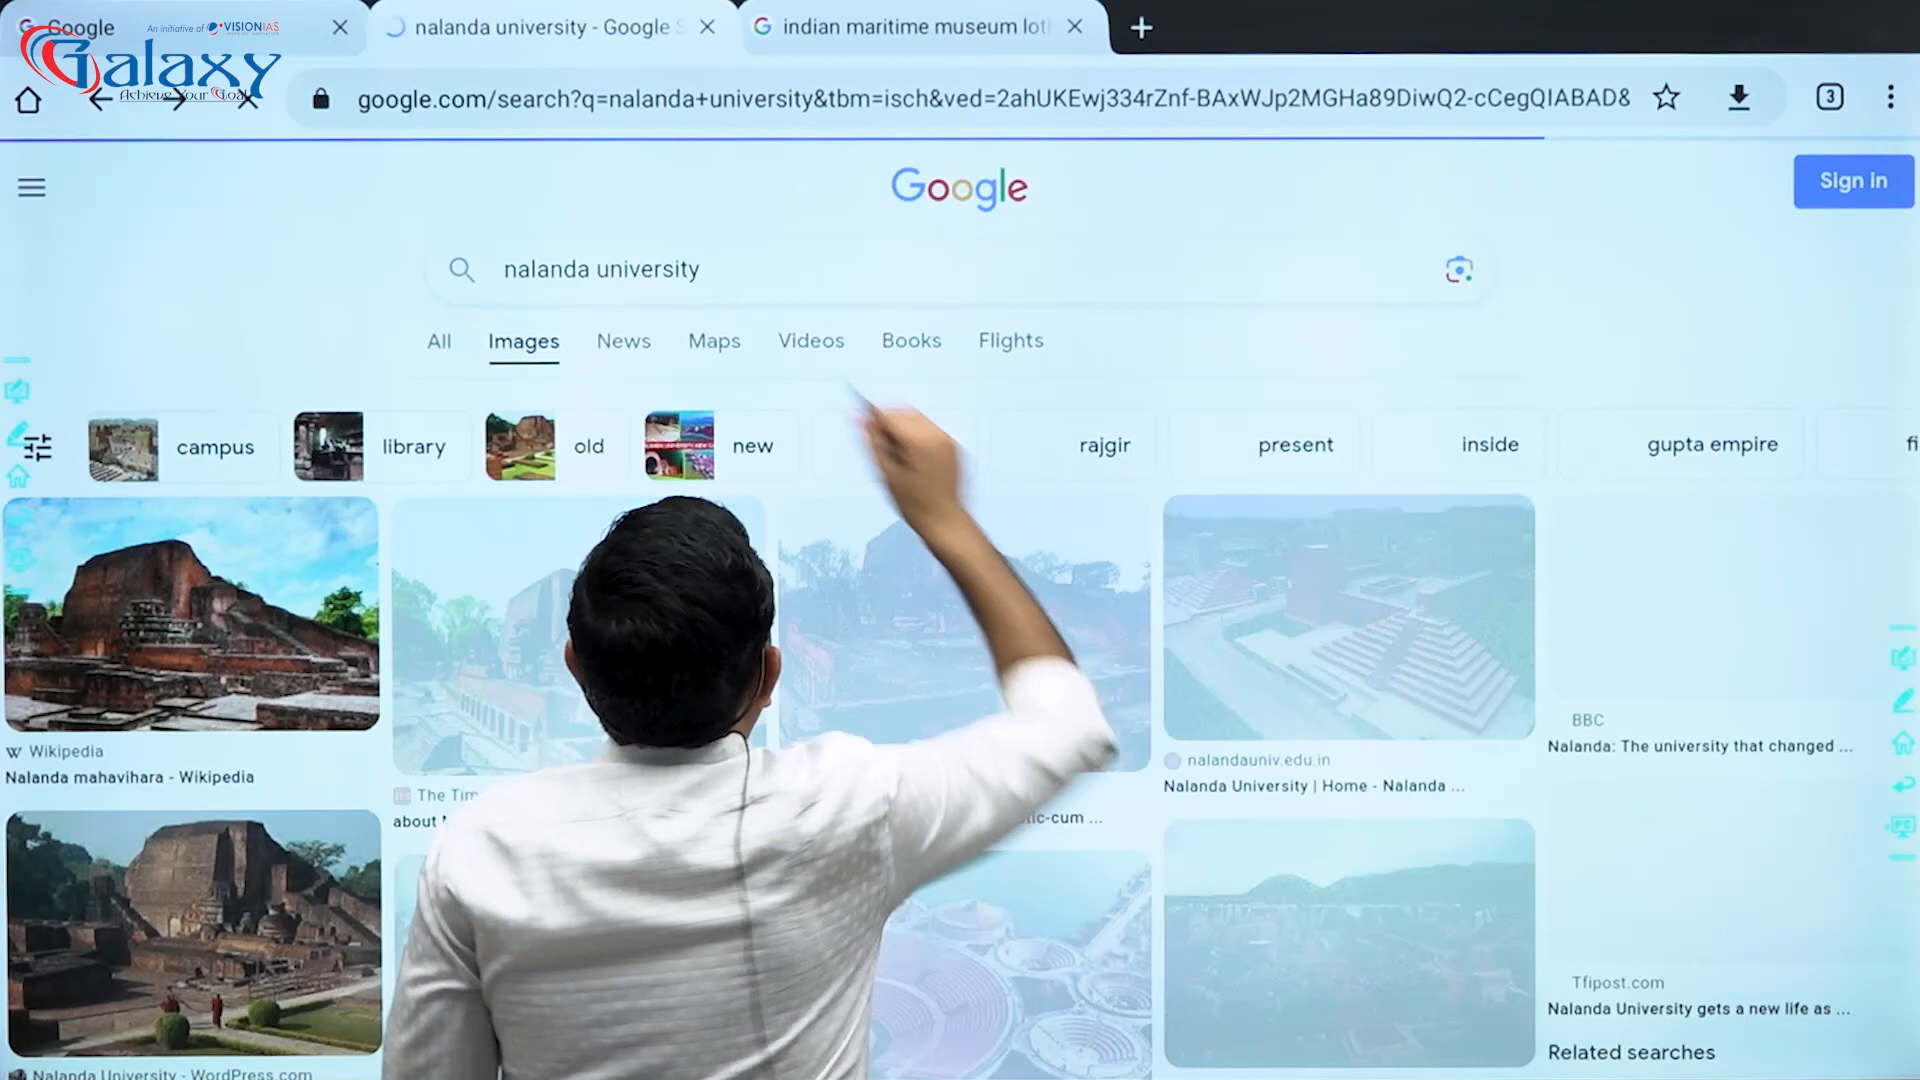 Google
nalanda university - Google S
indian maritime museum lot
An initiative of VISIONIAS
Galaxy
Achieve Your Goal
google.com/search?q=nalanda+university&tbm=isch&ved=2ahUKEwj334rZnf-BAxWJp2MGHa89DiwQ2-cCegQIABAD&
3
Google
Sign in
nalanda university
All Images News Maps Videos Books Flights
campus library old new rajgir present inside gupta empire fi
W Wikipedia
Nalanda mahavihara - Wikipedia
The Tim
about
tic-cum ...
nalandauniv.edu.in
Nalanda University | Home - Nalanda ...
BBC
Nalanda: The university that changed ...
Nalanda University - WordPress.com
Tfipost.com
Nalanda University gets a new life as ...
Related searches